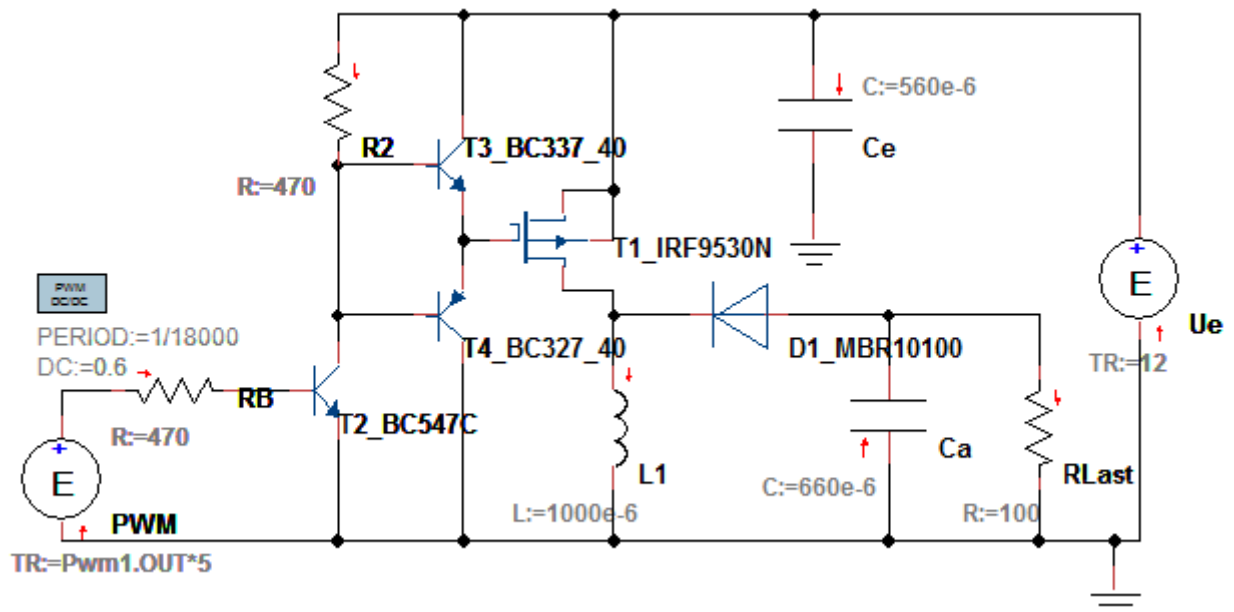 C:=560e-6
R2
T3_BC337_40
Ce
R:=470
T1_IRF9530N
E
PWM
DC/DC
PERIOD:=1/18000
DC:=0.6
Ue
T4_BC327_40
D1_MBR10100
TR:=12
RB
T2_BC547C
R:=470
E
L1
Ca
RLast
C:=660e-6
L:=1000e-6
R:=100
PWM
TR:=Pwm1.OUT*5